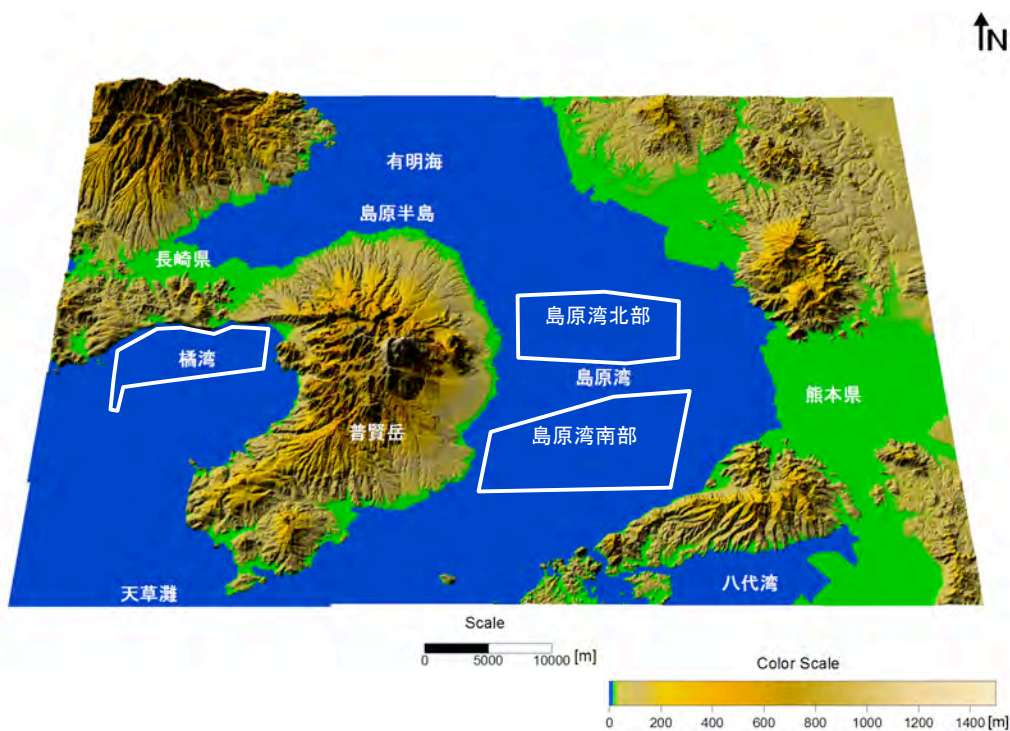 N
有明海
島原半島
長崎県
島原湾北部
橘湾
島原湾
熊本県
普賢岳
島原湾南部
八代湾
天草灘
Scale
0 5000 10000 [m]
Color Scale
0 200 400 600 800 1000 1200 1400 [m]